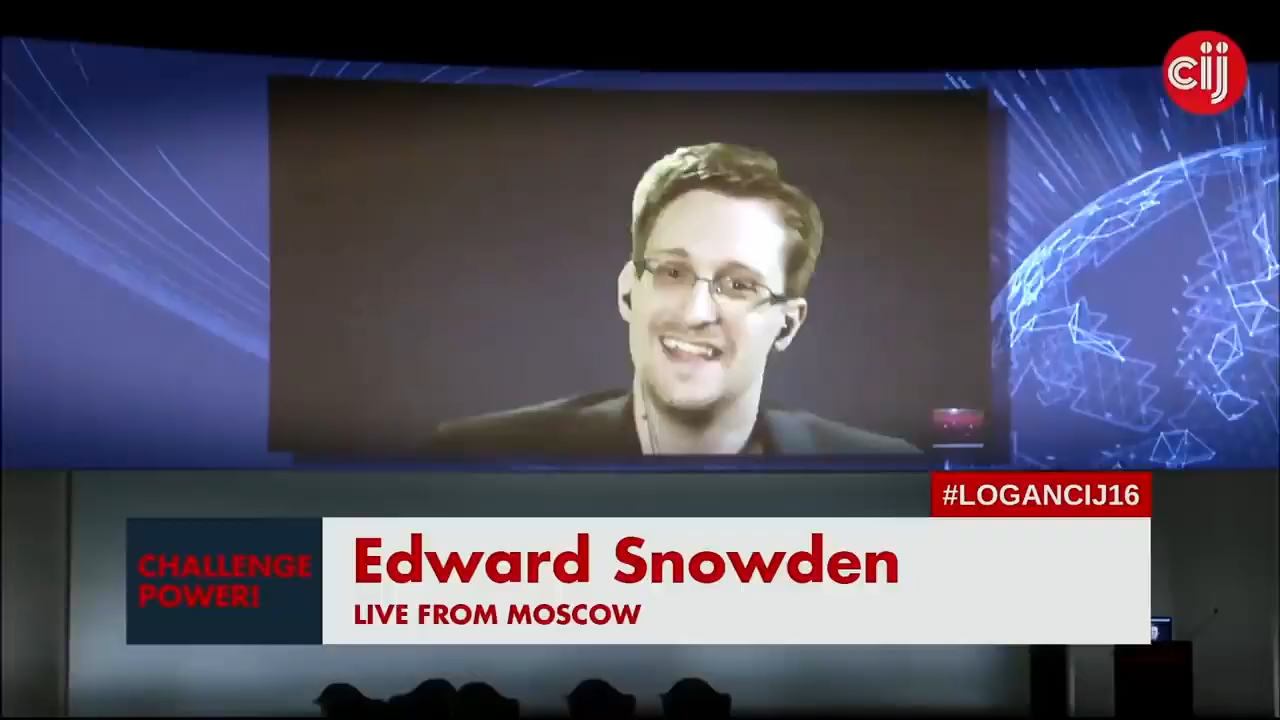 cij
#LOGANCIJ16
CHALLENGE
POWER!
Edward Snowden
LIVE FROM MOSCOW